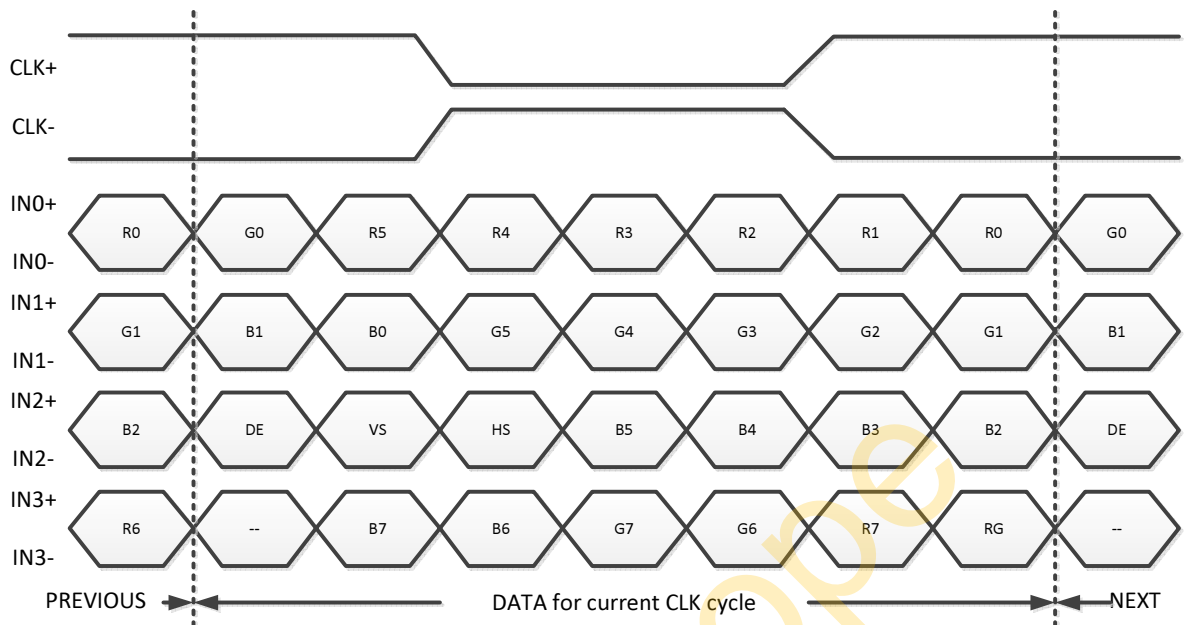 CLK+
CLK-
IN0+
R0 G0 R5 R4 R3 R2 R1 R0 G0
IN0-
IN1+
G1 B1 B0 G5 G4 G3 G2 G1 B1
IN1-
IN2+
B2 DE VS HS B5 B4 B3 B2 DE
IN2-
IN3+
R6 -- B7 B6 G7 G6 R7 RG --
IN3-
PREVIOUS DATA for current CLK cycle NEXT
ope